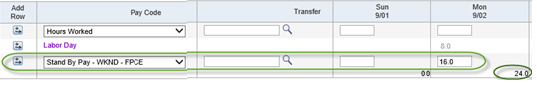 Add Row Pay Code Transfer Sun 9/01 Mon 9/02
Hours Worked
Labor Day 8.0
Stand By Pay - WKND - FPCE 16.0
0.0 24.0